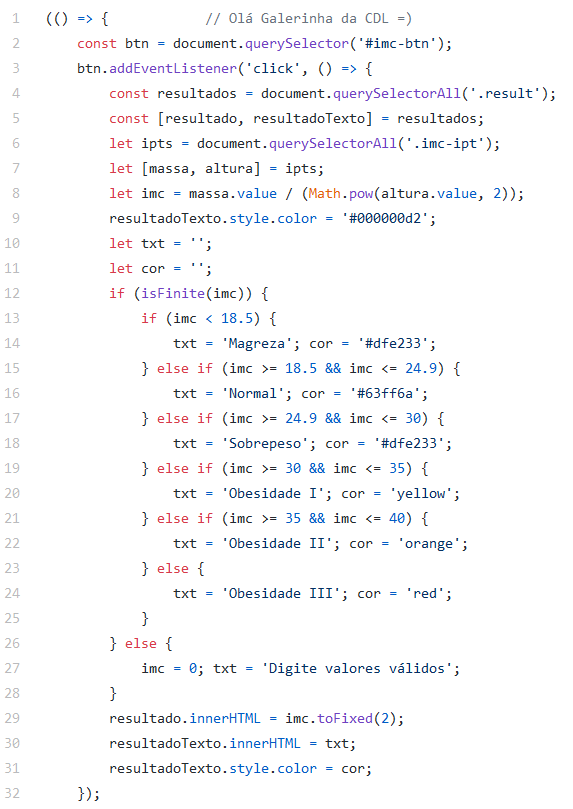 1 (() => {            // Olá Galerinha da CDL =)
2     const btn = document.querySelector('#imc-btn');
3     btn.addEventListener('click', () => {
4         const resultados = document.querySelectorAll('.result');
5         const [resultado, resultadoTexto] = resultados;
6         let ipts = document.querySelectorAll('.imc-ipt');
7         let [massa, altura] = ipts;
8         let imc = massa.value / (Math.pow(altura.value, 2));
9         resultadoTexto.style.color = '#000000d2';
10         let txt = '';
11         let cor = '';
12         if (isFinite(imc)) {
13             if (imc < 18.5) {
14                 txt = 'Magreza'; cor = '#dfe233';
15             } else if (imc >= 18.5 && imc <= 24.9) {
16                 txt = 'Normal'; cor = '#63ff6a';
17             } else if (imc >= 24.9 && imc <= 30) {
18                 txt = 'Sobrepeso'; cor = '#dfe233';
19             } else if (imc >= 30 && imc <= 35) {
20                 txt = 'Obesidade I'; cor = 'yellow';
21             } else if (imc >= 35 && imc <= 40) {
22                 txt = 'Obesidade II'; cor = 'orange';
23             } else {
24                 txt = 'Obesidade III'; cor = 'red';
25             }
26         } else {
27             imc = 0; txt = 'Digite valores válidos';
28         }
29         resultado.innerHTML = imc.toFixed(2);
30         resultadoTexto.innerHTML = txt;
31         resultadoTexto.style.color = cor;
32     });